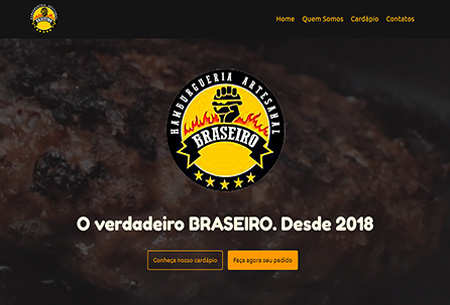 Home Quem Somos Cardápio Contatos
HAMBURGUERIA ARTESANAL
BRASEIRO
O verdadeiro BRASEIRO. Desde 2018
Conheça nosso cardápio Faça agora seu pedido